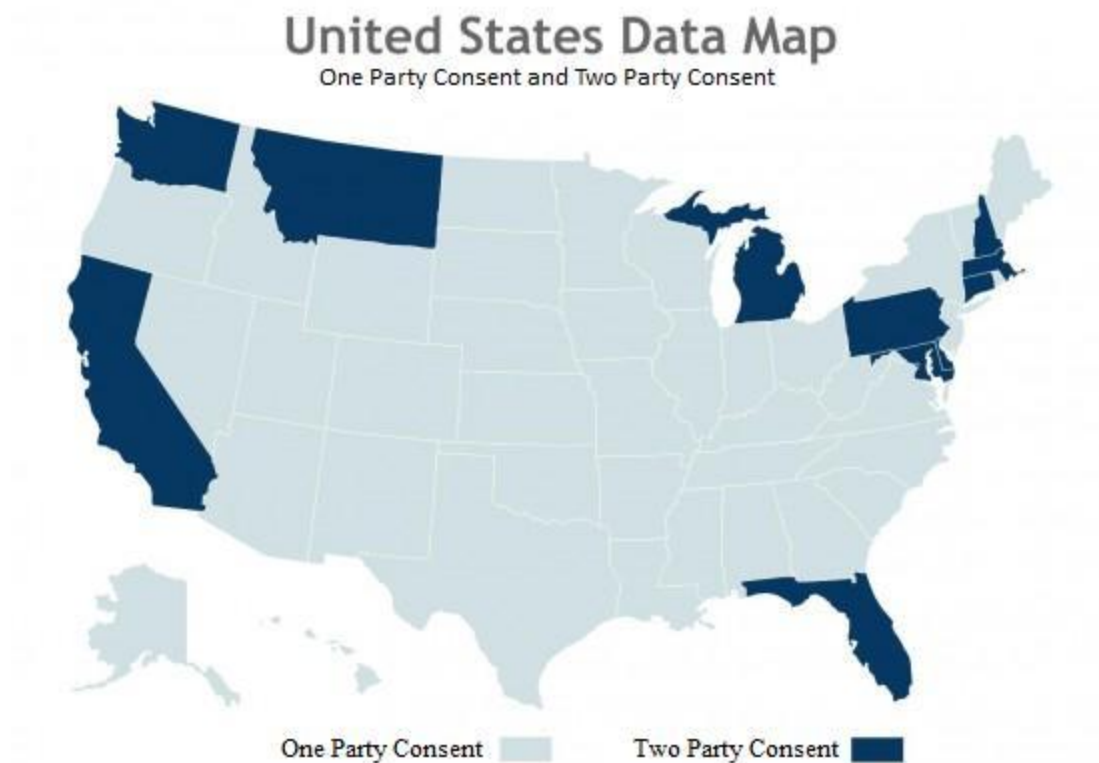 United States Data Map
One Party Consent and Two Party Consent
One Party Consent
Two Party Consent